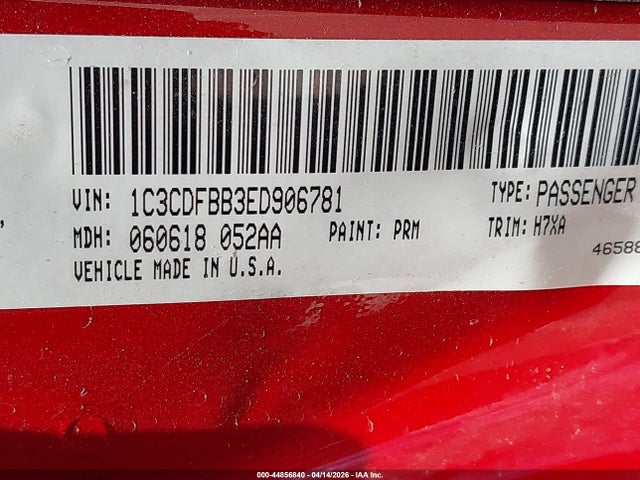 VIN: 1C3CDFBB3ED906781 TYPE: PASSENGER
MDH: 060618 052AA PAINT: PRM TRIM: H7XA
VEHICLE MADE IN U.S.A. 46588
000-44856840 - 04/14/2026 - IAA Inc.